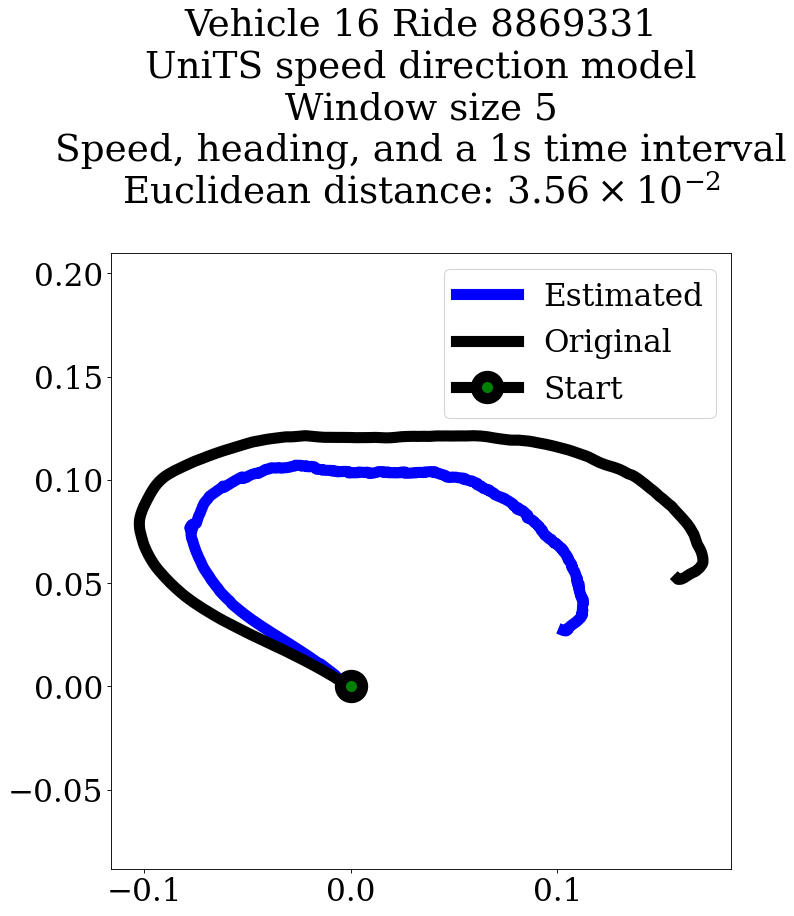 Vehicle 16 Ride 8869331
UniTS speed direction model
Window size 5
Speed, heading, and a 1s time interval
Euclidean distance: 3.56 × 10⁻²
Estimated
Original
Start
0.20
0.15
0.10
0.05
0.00
−0.05
−0.1
0.0
0.1